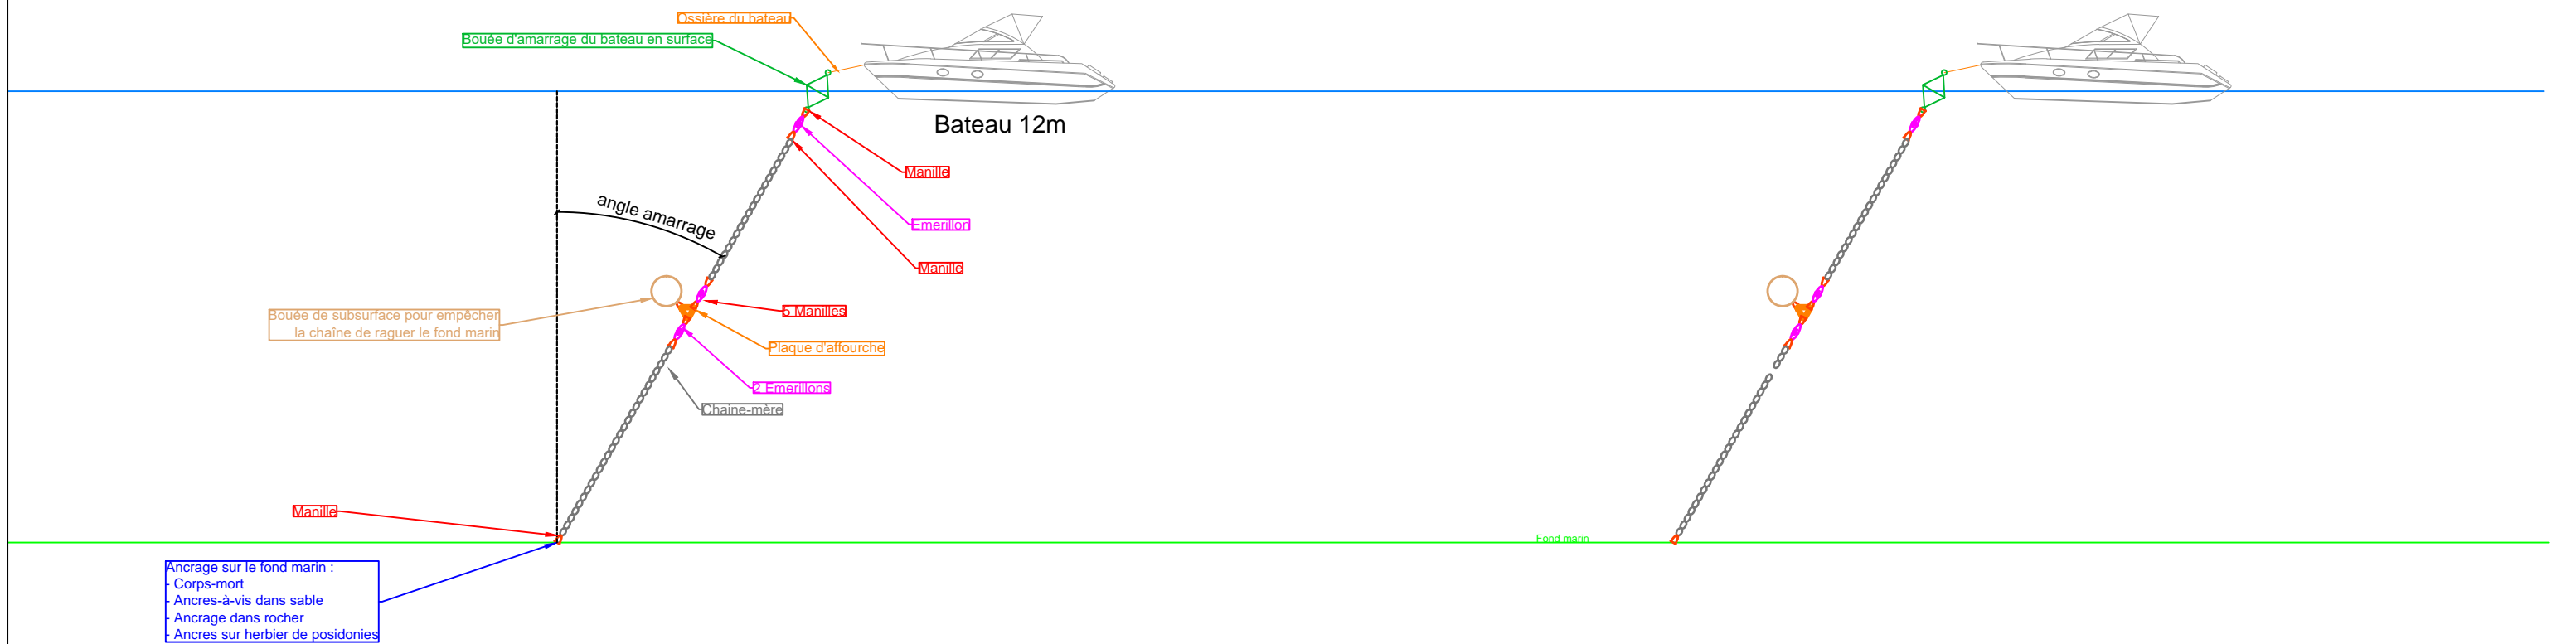 Ossière du bateau
Bouée d'amarrage du bateau en surface
Bateau 12m
Manille
angle amarrage
Emerillon
Manille
Bouée de subsurface pour empêcher
la chaîne de raguer le fond marin
5 Manilles
Plaque d'affourche
2 Emerillons
Chaine-mère
Manille
Fond marin
Ancrage sur le fond marin :
- Corps-mort
- Ancres-à-vis dans sable
- Ancrage dans rocher
- Ancres sur herbier de posidonies